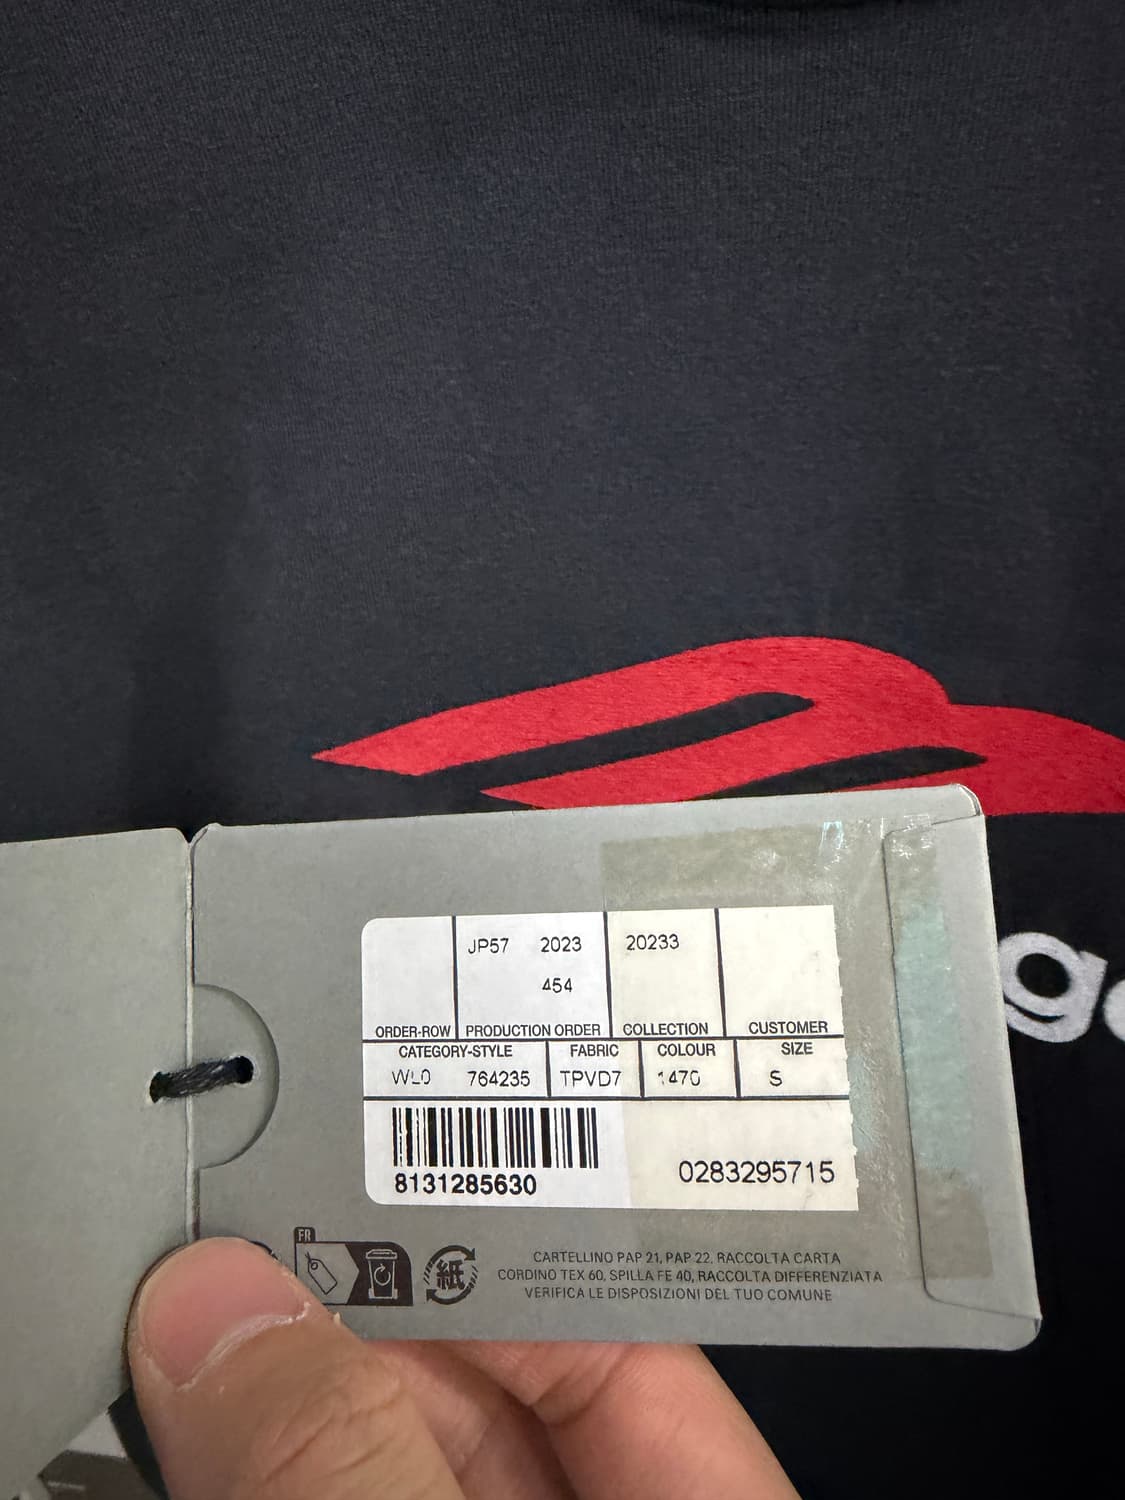 JP57 2023 20233
454
ORDER-ROW PRODUCTION ORDER COLLECTION CUSTOMER
CATEGORY-STYLE FABRIC COLOUR SIZE
WL0 764235 TPVD7 1470 S
8131285630 0283295715
FR
紙
CARTELLINO PAP 21, PAP 22, RACCOLTA CARTA
CORDINO TEX 60, SPILLA FE 40, RACCOLTA DIFFERENZIATA
VERIFICA LE DISPOSIZIONI DEL TUO COMUNE